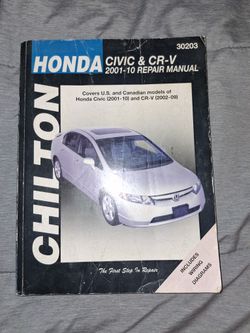 30203
HONDA
CIVIC & CR-V
2001-10 REPAIR MANUAL
Covers U.S. and Canadian models of
Honda Civic (2001-10) and CR-V (2002-09)
CHILTON
The First Step In Repair
INCLUDES
WIRING
DIAGRAMS